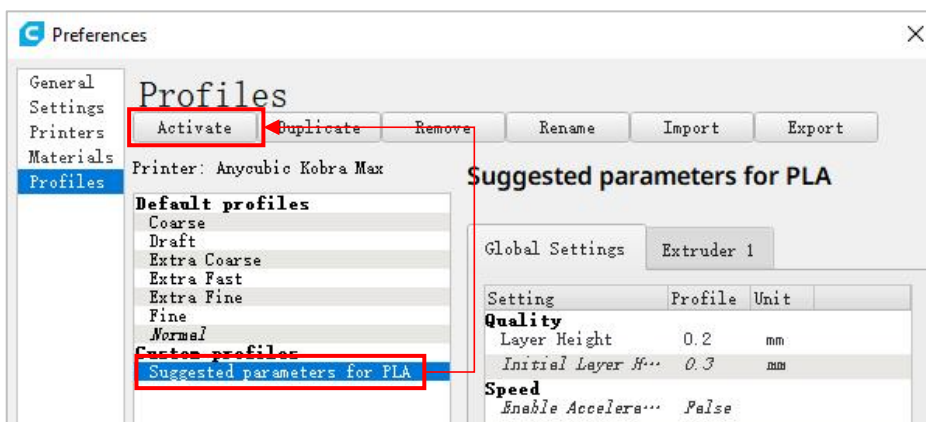 Preferences
General
Settings
Printers
Materials
Profiles
Profiles
Activate Duplicate Remove Rename Import Export
Printer: Anycubic Kobra Max
Default profiles
Coarse
Draft
Extra Coarse
Extra Fast
Extra Fine
Fine
Normal
Custom profiles
Suggested parameters for PLA
Suggested parameters for PLA
Global Settings Extruder 1
Setting Profile Unit
Quality
Layer Height 0.2 mm
Initial Layer H··· 0.3 mm
Speed
Enable Accelera··· False